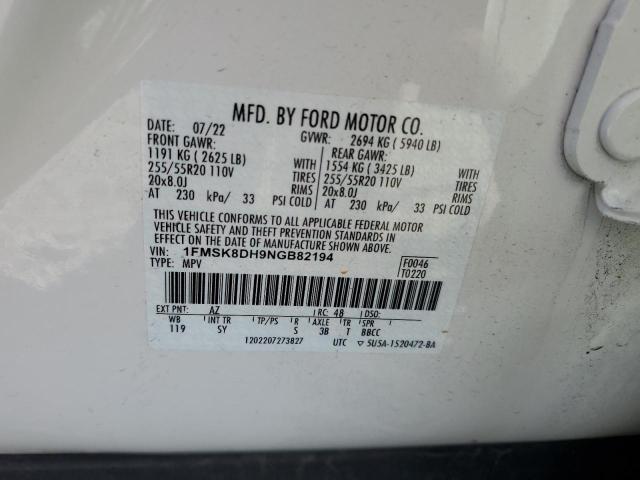 MFD. BY FORD MOTOR CO.
DATE: 07/22 GVWR: 2694 KG ( 5940 LB)
FRONT GAWR: REAR GAWR:
1191 KG ( 2625 LB) 1554 KG ( 3425 LB)
255/55R20 110V TIRES 255/55R20 110V TIRES
20x8.0J RIMS 20x8.0J RIMS
AT 230 kPa/ 33 PSI COLD AT 230 kPa/ 33 PSI COLD
THIS VEHICLE CONFORMS TO ALL APPLICABLE FEDERAL MOTOR
VEHICLE SAFETY AND THEFT PREVENTION STANDARDS IN
EFFECT ON THE DATE OF MANUFACTURE SHOWN ABOVE.
VIN: 1FMSK8DH9NGB82194 F0046
TYPE: MPV T0220
EXT PNT: AZ RC: 48 DSO:
WB INT TR TP/PS R AXLE TR SPR
119 SY S 3B T BBCC
1202207273827 UTC ▽ 5U5A-1520472-BA